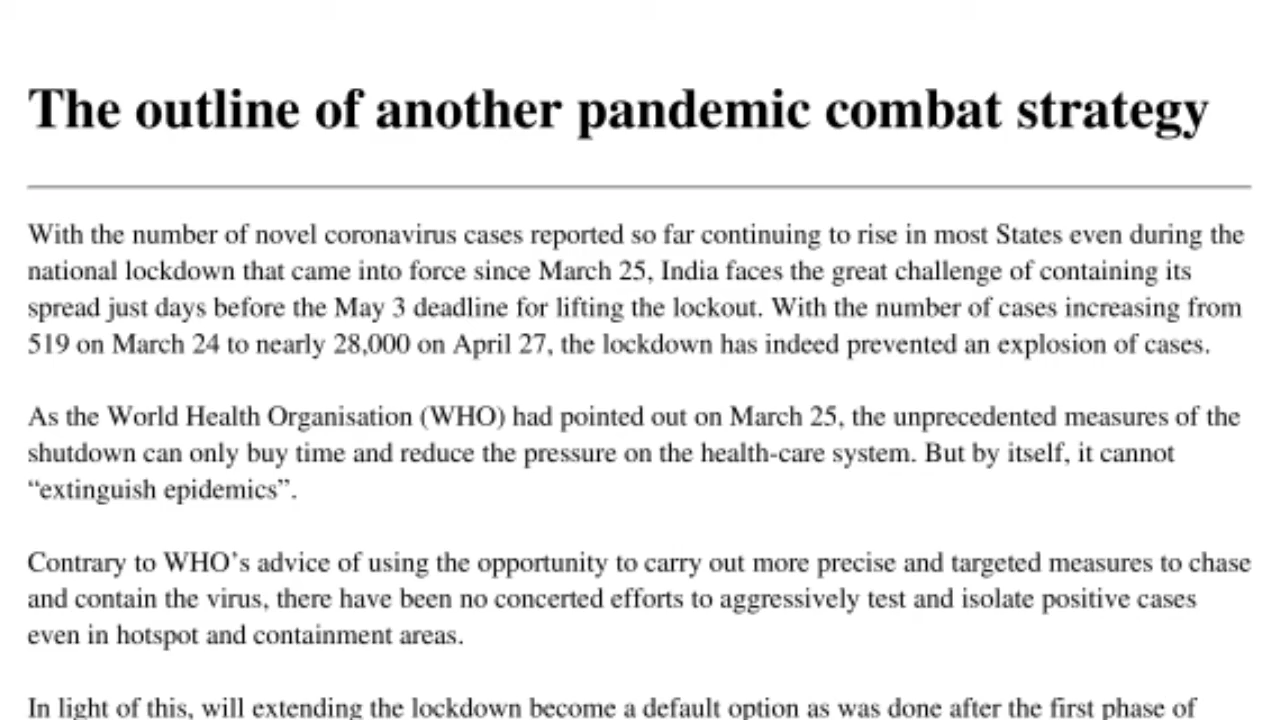 The outline of another pandemic combat strategy
With the number of novel coronavirus cases reported so far continuing to rise in most States even during the
national lockdown that came into force since March 25, India faces the great challenge of containing its
spread just days before the May 3 deadline for lifting the lockout. With the number of cases increasing from
519 on March 24 to nearly 28,000 on April 27, the lockdown has indeed prevented an explosion of cases.
As the World Health Organisation (WHO) had pointed out on March 25, the unprecedented measures of the
shutdown can only buy time and reduce the pressure on the health-care system. But by itself, it cannot
“extinguish epidemics”.
Contrary to WHO’s advice of using the opportunity to carry out more precise and targeted measures to chase
and contain the virus, there have been no concerted efforts to aggressively test and isolate positive cases
even in hotspot and containment areas.
In light of this, will extending the lockdown become a default option as was done after the first phase of